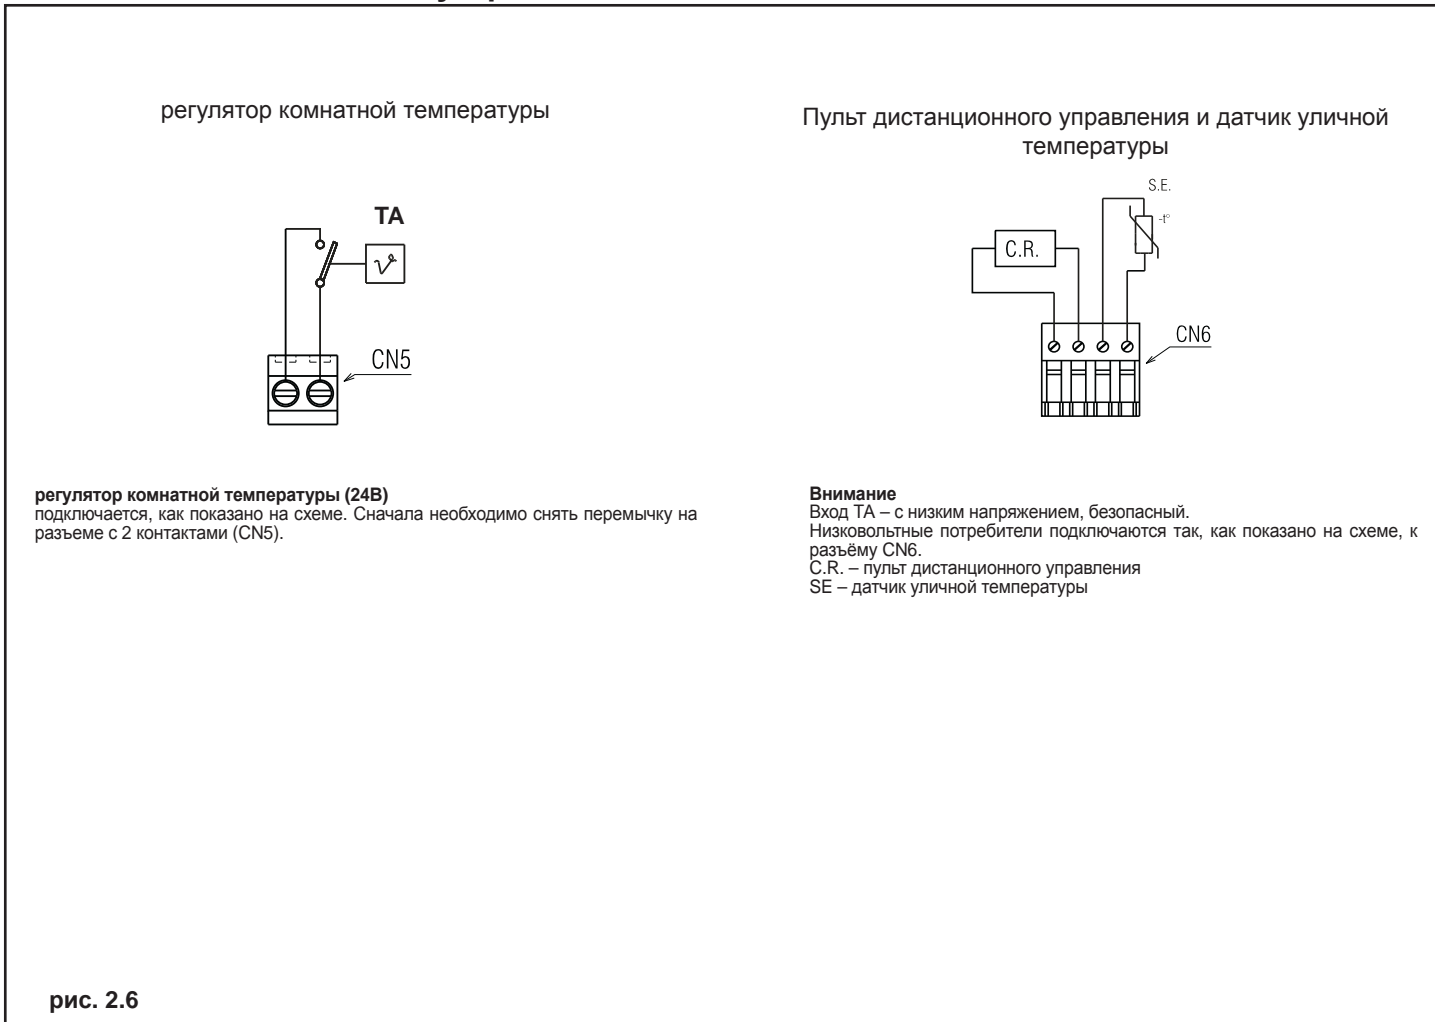 регулятор комнатной температуры
TA
CN5
регулятор комнатной температуры (24В)
подключается, как показано на схеме. Сначала необходимо снять перемычку на
разъеме с 2 контактами (CN5).
Пульт дистанционного управления и датчик уличной
температуры
S.E.
-t°
C.R.
CN6
Внимание
Вход ТА – с низким напряжением, безопасный.
Низковольтные потребители подключаются так, как показано на схеме, к
разъёму CN6.
C.R. – пульт дистанционного управления
SE – датчик уличной температуры
рис. 2.6